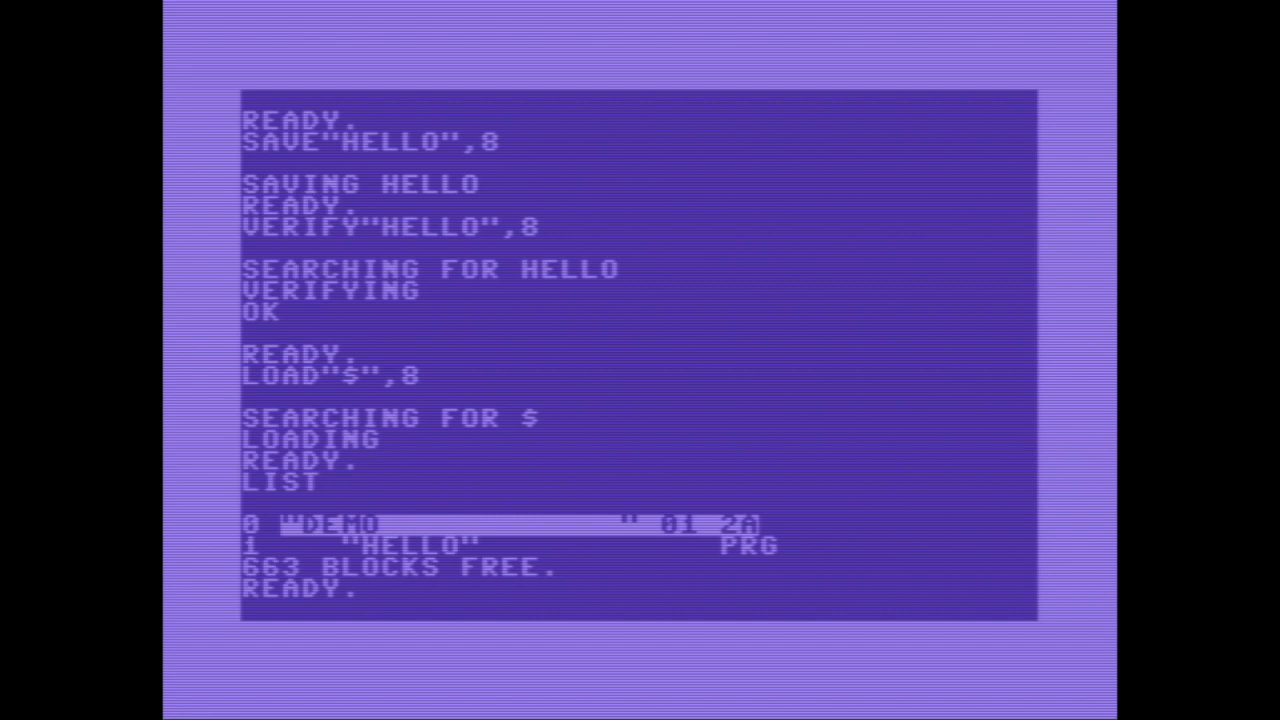 READY.
SAVE"HELLO",8
SAVING HELLO
READY.
VERIFY"HELLO",8
SEARCHING FOR HELLO
VERIFYING
OK
READY.
LOAD"$",8
SEARCHING FOR $
LOADING
READY.
LIST
0 "DEMO            " 01 2A
1    "HELLO"            PRG
663 BLOCKS FREE.
READY.